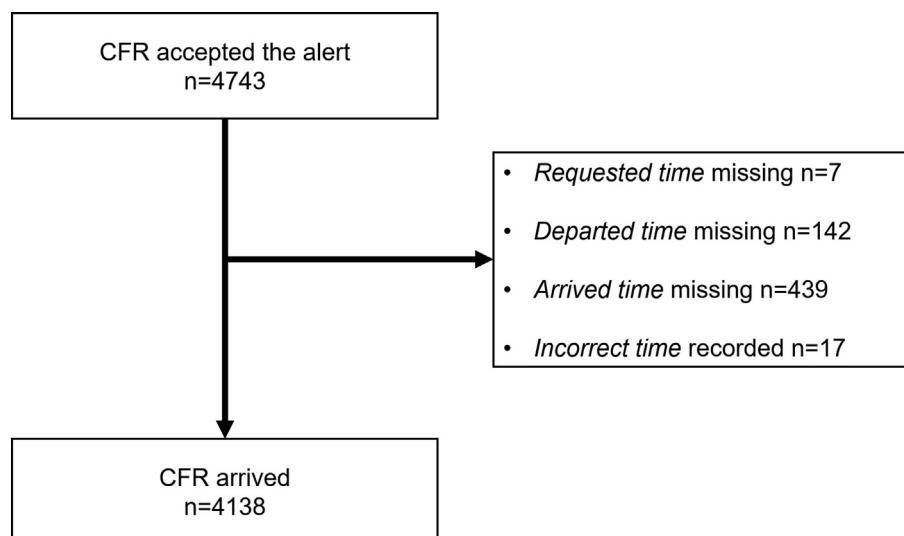 CFR accepted the alert
n=4743
• Requested time missing n=7
• Departed time missing n=142
• Arrived time missing n=439
• Incorrect time recorded n=17
CFR arrived
n=4138